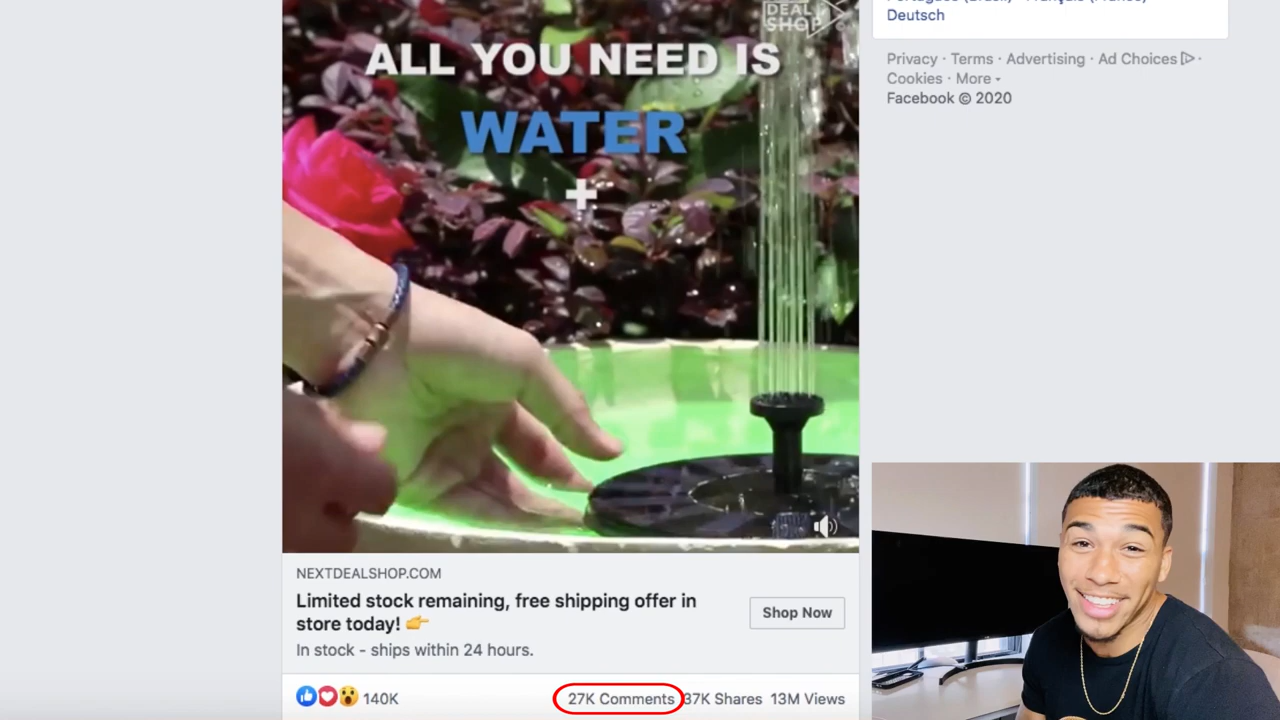 DEAL
SHOP
ALL YOU NEED IS
WATER
+
Deutsch
Privacy · Terms · Advertising · Ad Choices ·
Cookies · More
Facebook © 2020
NEXTDEALSHOP.COM
Limited stock remaining, free shipping offer in
store today! 👉
Shop Now
In stock - ships within 24 hours.
140K
27K Comments 37K Shares 13M Views